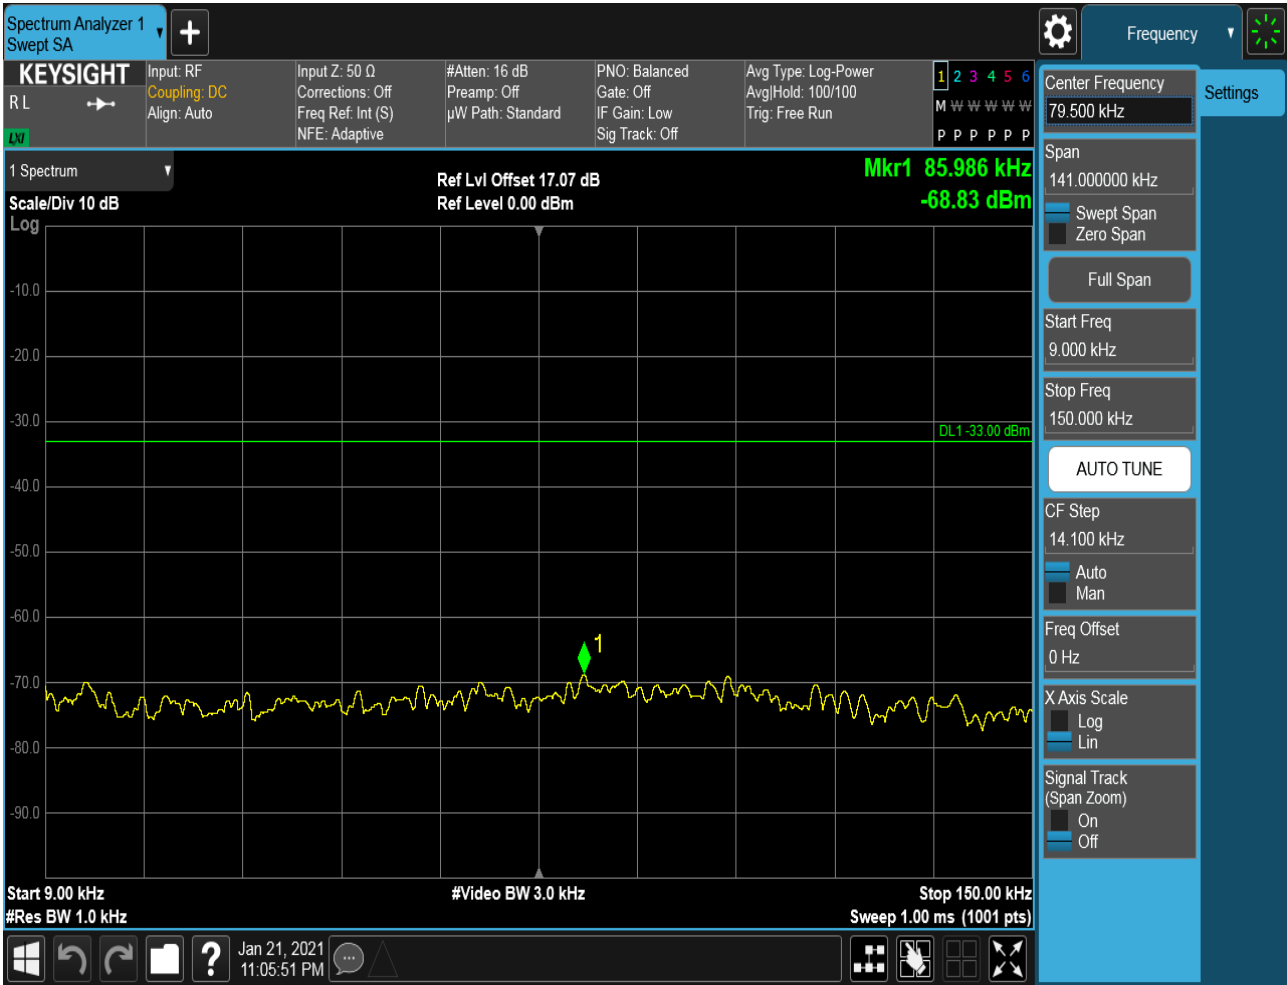 Spectrum Analyzer 1
Swept SA
Frequency
KEYSIGHT
R L
LXI
Input: RF
Coupling: DC
Align: Auto
Input Z: 50 Ω
Corrections: Off
Freq Ref: Int (S)
NFE: Adaptive
#Atten: 16 dB
Preamp: Off
µW Path: Standard
PNO: Balanced
Gate: Off
IF Gain: Low
Sig Track: Off
Avg Type: Log-Power
Avg|Hold: 100/100
Trig: Free Run
1 2 3 4 5 6
M W W W W W
P P P P P P
1 Spectrum
Scale/Div 10 dB
Log
Ref Lvl Offset 17.07 dB
Ref Level 0.00 dBm
Mkr1 85.986 kHz
-68.83 dBm
-10.0
-20.0
-30.0
DL1 -33.00 dBm
-40.0
-50.0
-60.0
1
-70.0
-80.0
-90.0
Start 9.00 kHz
#Video BW 3.0 kHz
Stop 150.00 kHz
#Res BW 1.0 kHz
Sweep 1.00 ms (1001 pts)
Center Frequency
79.500 kHz
Settings
Span
141.000000 kHz
Swept Span
Zero Span
Full Span
Start Freq
9.000 kHz
Stop Freq
150.000 kHz
AUTO TUNE
CF Step
14.100 kHz
Auto
Man
Freq Offset
0 Hz
X Axis Scale
Log
Lin
Signal Track
(Span Zoom)
On
Off
?
Jan 21, 2021
11:05:51 PM